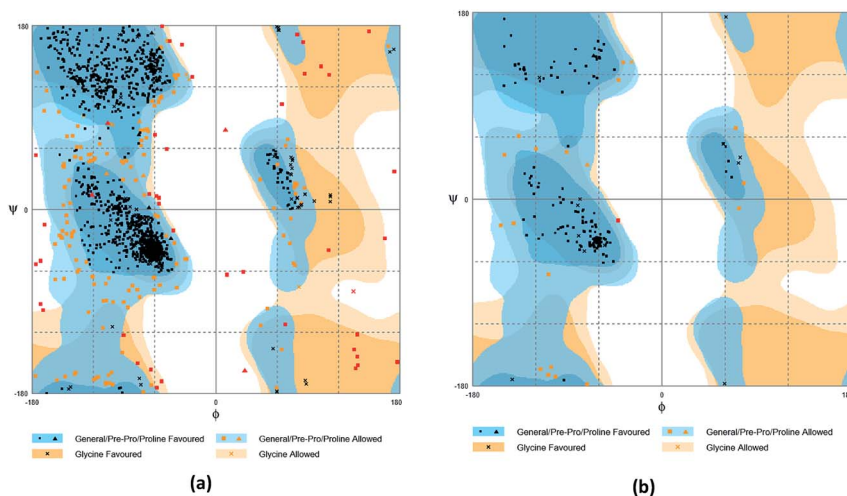 180
180
Ψ 0
Ψ 0
-180
-180
-180 0 180
ϕ
-180 0 180
ϕ
General/Pre-Pro/Proline Favoured General/Pre-Pro/Proline Allowed
Glycine Favoured Glycine Allowed
General/Pre-Pro/Proline Favoured General/Pre-Pro/Proline Allowed
Glycine Favoured Glycine Allowed
(a)
(b)